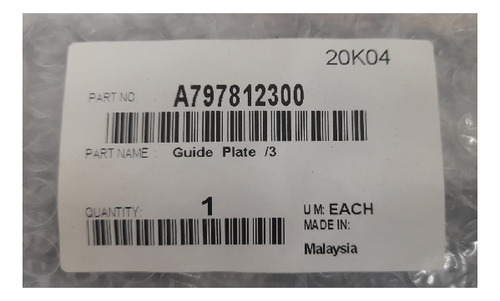 20K04
PART NO A797812300
PART NAME : Guide Plate /3
QUANTITY: 1 U M: EACH
MADE IN:
Malaysia